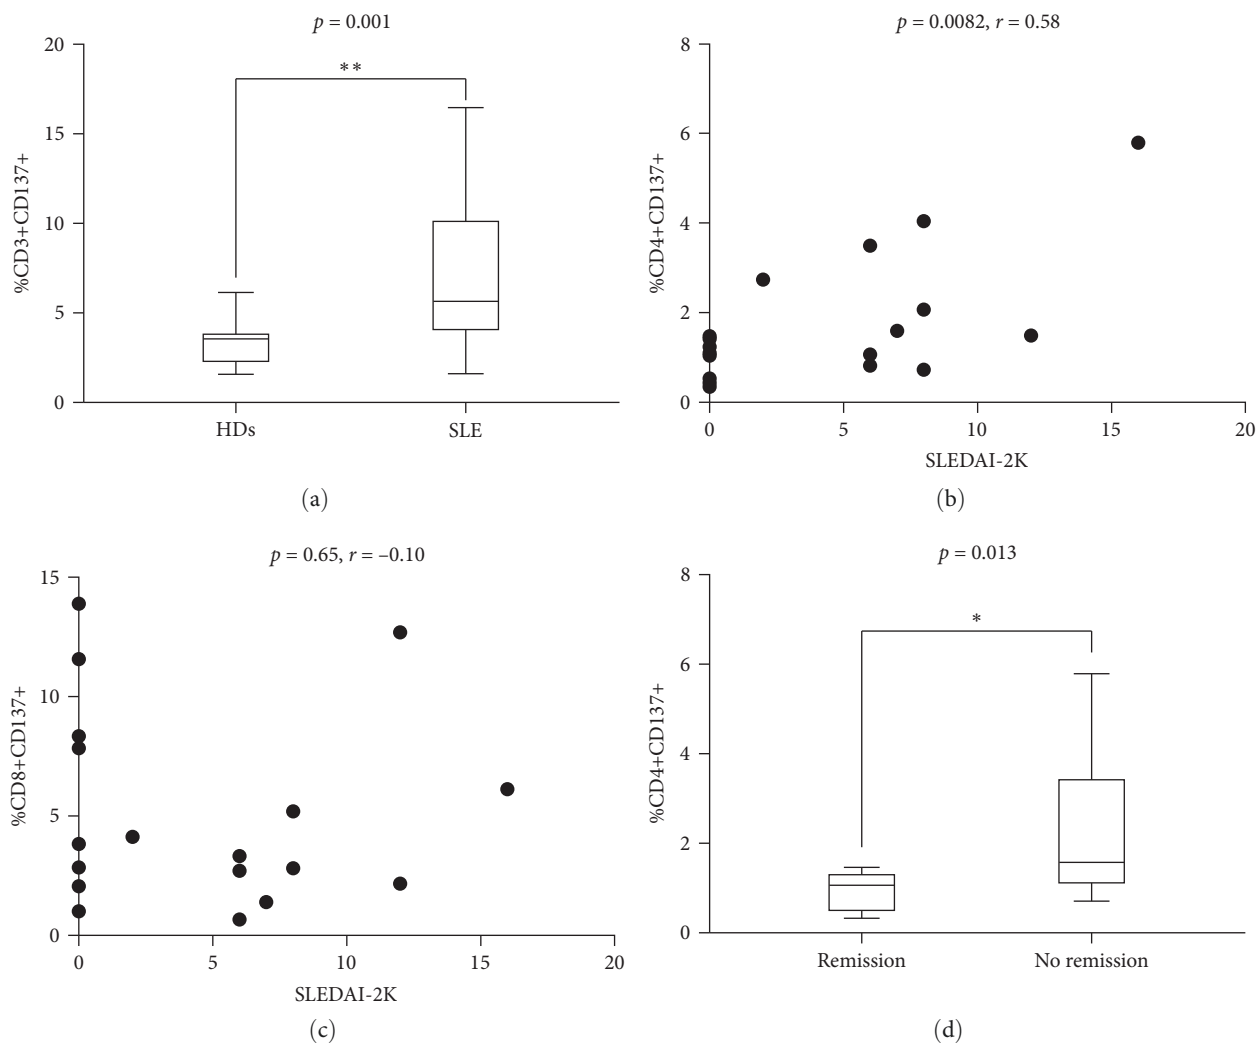 p = 0.001
20
15
10
5
0
%CD3+CD137+
**
HDs
SLE
(a)
p = 0.0082, r = 0.58
8
6
4
2
0
%CD4+CD137+
0 5 10 15 20
SLEDAI-2K
(b)
p = 0.65, r = –0.10
15
10
5
0
%CD8+CD137+
0 5 10 15 20
SLEDAI-2K
(c)
p = 0.013
8
6
4
2
0
%CD4+CD137+
*
Remission
No remission
(d)